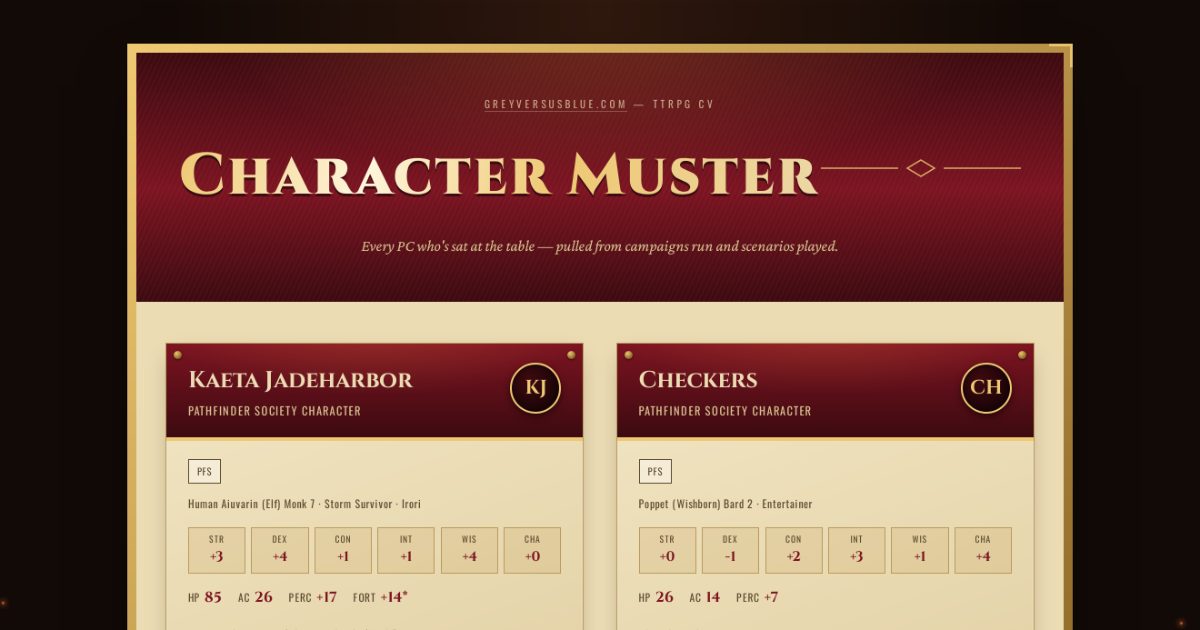 GREYVERSUSBLUE.COM — TTRPG CV
Character Muster
Every PC who's sat at the table — pulled from campaigns run and scenarios played.
Kaeta Jadeharbor
KJ
PATHFINDER SOCIETY CHARACTER
PFS
Human Aiuvarin (Elf) Monk 7 · Storm Survivor · Irori
STR DEX CON INT WIS CHA
+3 +4 +1 +1 +4 +0
HP 85 AC 26 PERC +17 FORT +14*
Checkers
CH
PATHFINDER SOCIETY CHARACTER
PFS
Poppet (Wishborn) Bard 2 · Entertainer
STR DEX CON INT WIS CHA
+0 -1 +2 +3 +1 +4
HP 26 AC 14 PERC +7